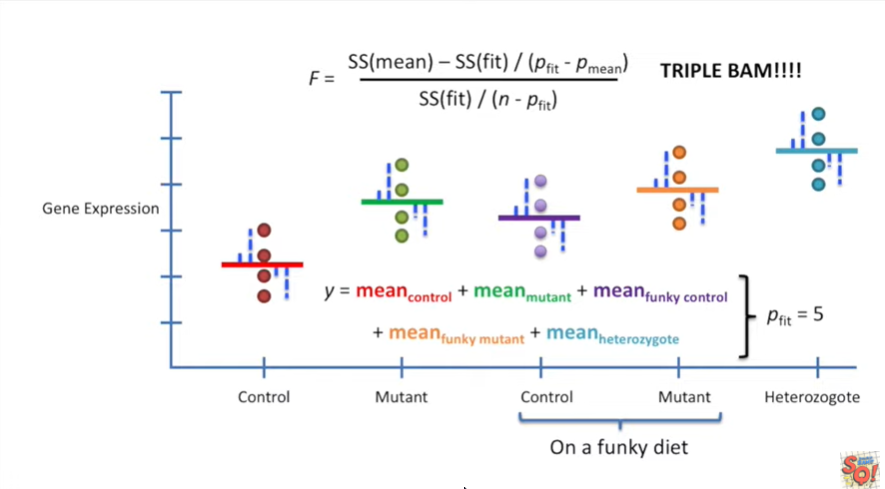 SS(mean) – SS(fit) / (pfit - pmean)
F =
SS(fit) / (n - pfit)
TRIPLE BAM!!!!
Gene Expression
y = meancontrol + meanmutant + meanfunky control
+ meanfunky mutant + meanheterozygote
pfit = 5
Control Mutant Control Mutant Heterozogote
On a funky diet
SO!